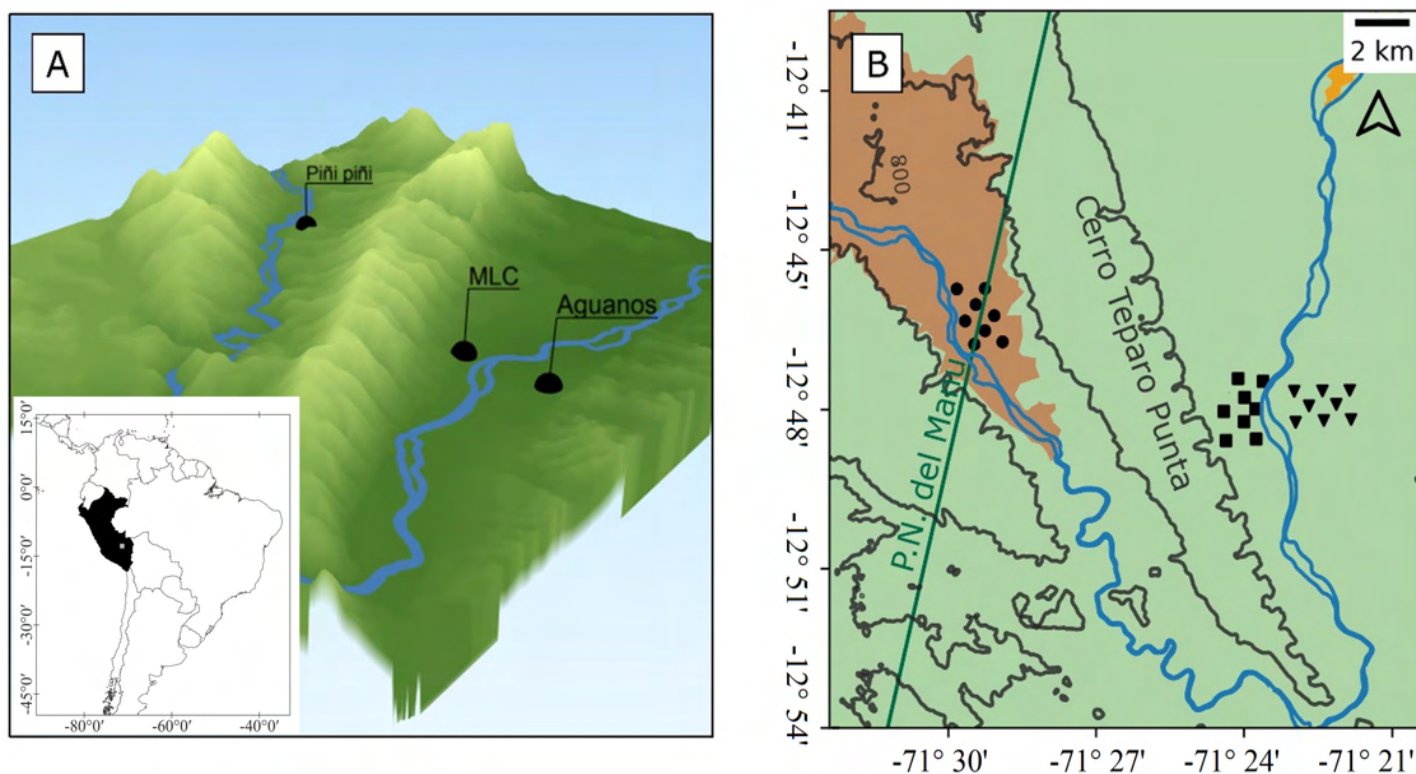 A
Piñi piñi
MLC
Aguanos
15°0'
0°0'
-15°0'
-30°0'
-45°0'
-80°0'
-60°0'
-40°0'
B
2 km
-12° 41'
-12° 45'
-12° 48'
-12° 51'
-12° 54'
800
Cerro Teparo Punta
P.N. del Manu
-71° 30'
-71° 27'
-71° 24'
-71° 21'